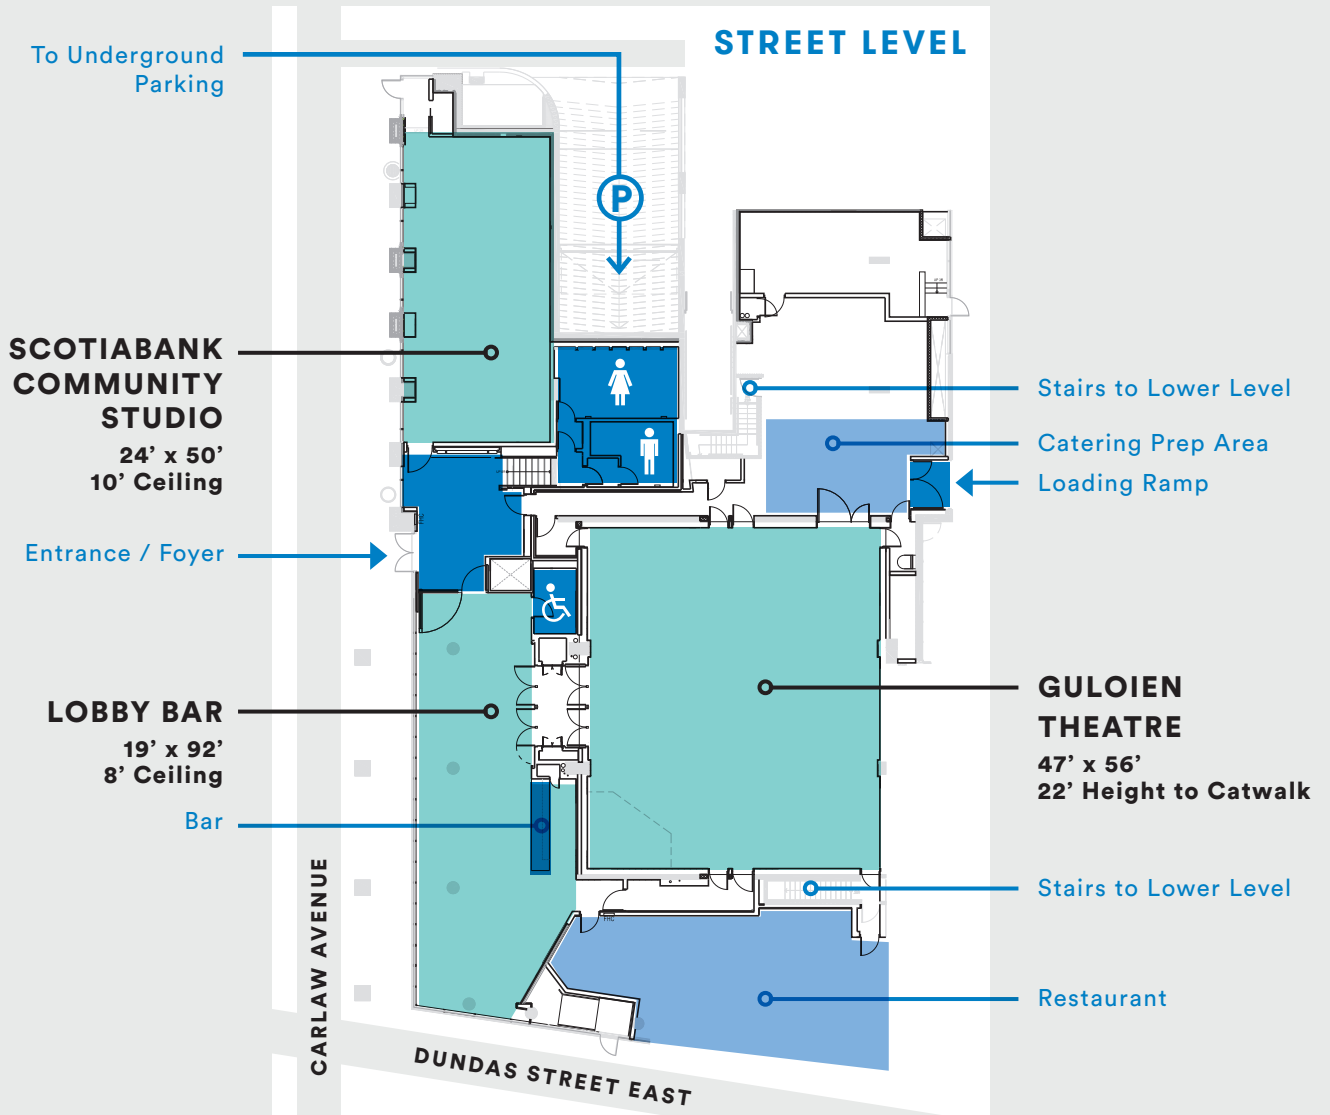 STREET LEVEL
To Underground
Parking
P
SCOTIABANK
COMMUNITY
STUDIO
24’ x 50’
10’ Ceiling
Stairs to Lower Level
Catering Prep Area
Loading Ramp
FHC
Entrance / Foyer
LOBBY BAR
19’ x 92’
8’ Ceiling
GULOIEN
THEATRE
47’ x 56’
22’ Height to Catwalk
Bar
Stairs to Lower Level
FHC
Restaurant
CARLAW AVENUE
DUNDAS STREET EAST